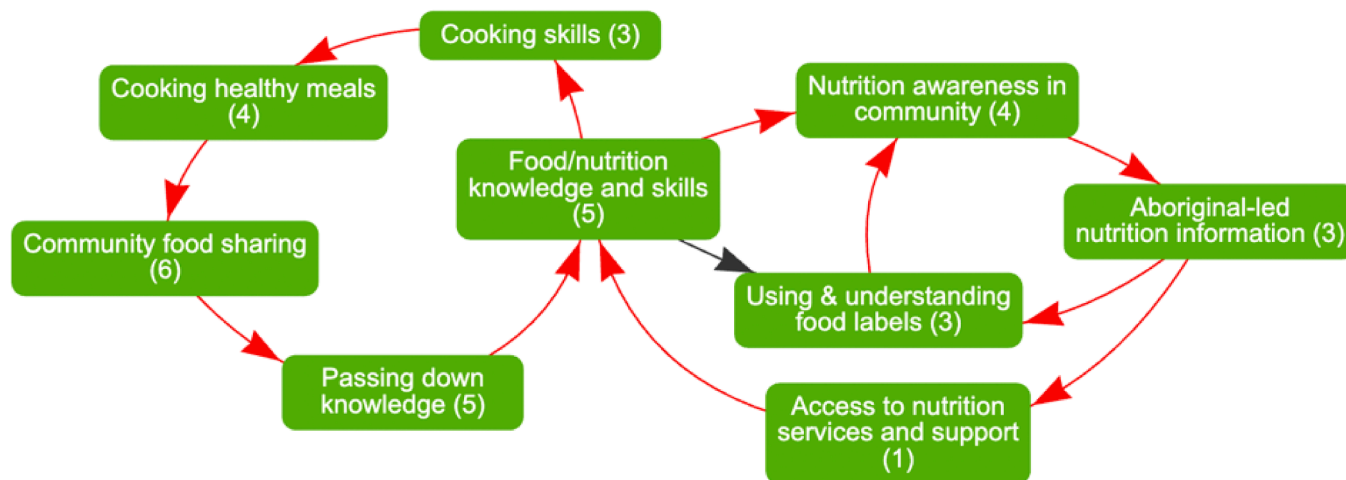 Cooking skills (3)
Cooking healthy meals
(4)
Nutrition awareness in
community (4)
Food/nutrition
knowledge and skills
(5)
Aboriginal-led
nutrition information (3)
Community food sharing
(6)
Using & understanding
food labels (3)
Passing down
knowledge (5)
Access to nutrition
services and support
(1)